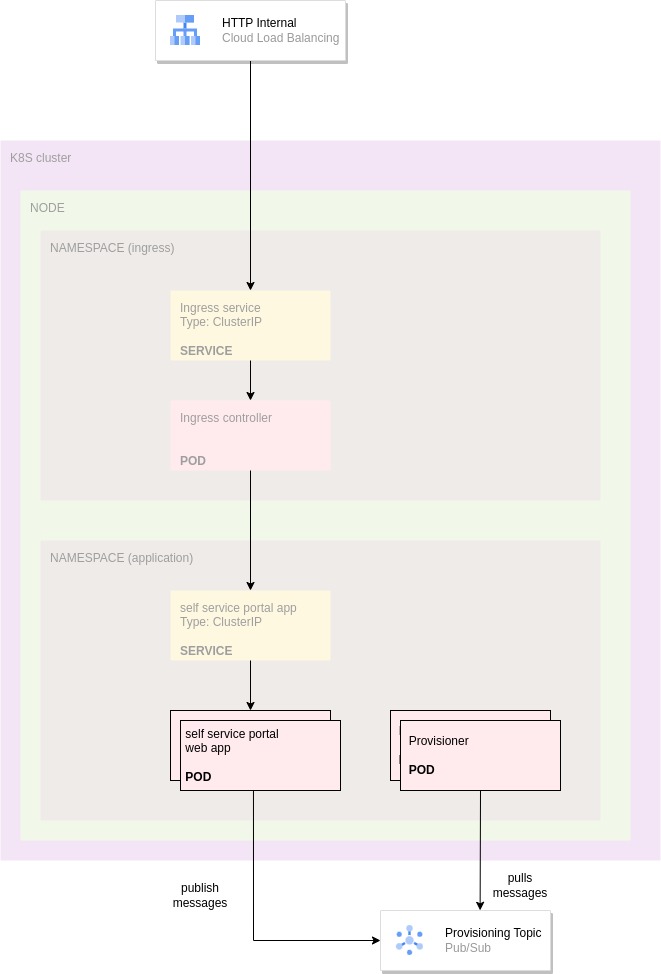 HTTP Internal
Cloud Load Balancing
K8S cluster
NODE
NAMESPACE (ingress)
Ingress service
Type: ClusterIP
SERVICE
Ingress controller
POD
NAMESPACE (application)
self service portal app
Type: ClusterIP
SERVICE
self service portal
web app
POD
Provisioner
POD
publish
messages
pulls
messages
Provisioning Topic
Pub/Sub